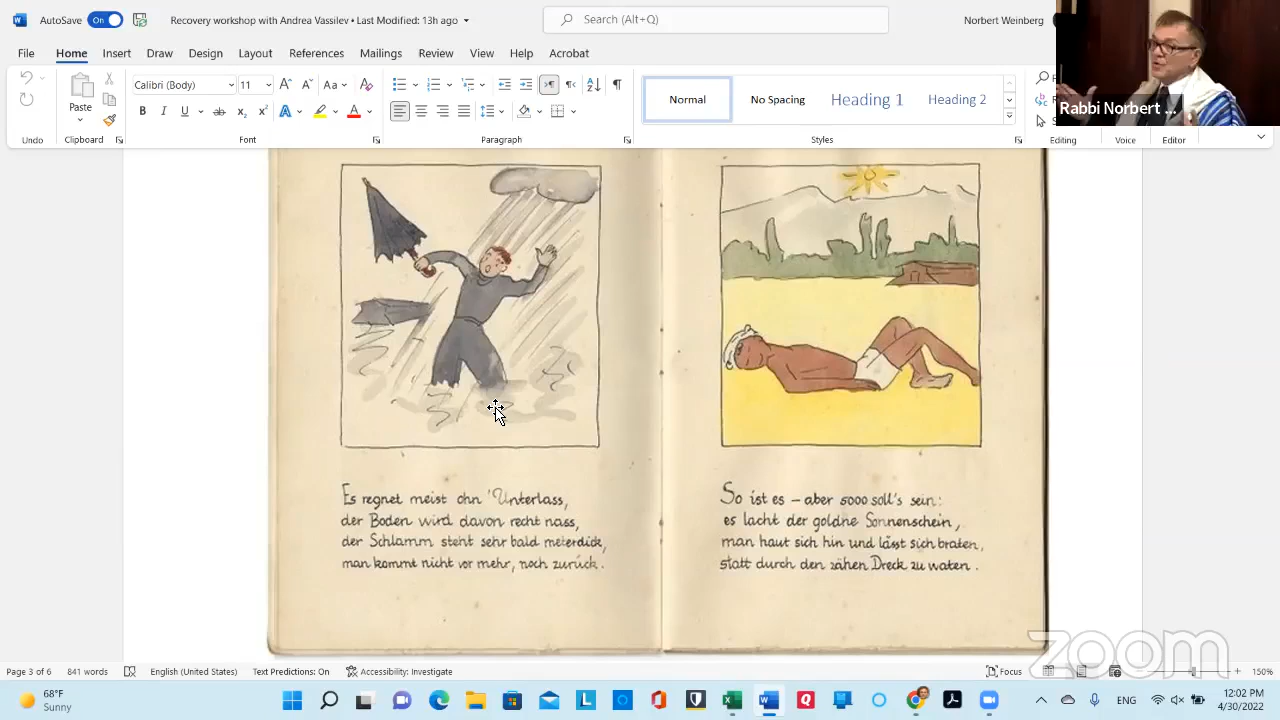 AutoSave On Recovery workshop with Andrea Vassilev • Last Modified: 13h ago Search (Alt+Q) Norbert Weinberg
File Home Insert Draw Design Layout References Mailings Review View Help Acrobat
Paste Calibri (Body) 11 Normal No Spacing Heading 1 Heading 2
Undo Clipboard Font Paragraph Styles Editing Voice Editor
Rabbi Norbert ...
Es regnet meist ohn' Unterlass,
der Boden wird davon recht nass,
der Schlamm steht sehr bald meterdick,
man kommt nicht vor mehr, noch zurück.
So ist es – aber 5000 soll's sein:
es lacht der goldne Sonnenschein,
man haut sich hin und lässt sich braten,
statt durch den zähen Dreck zu waten.
zoom
Page 3 of 6 841 words English (United States) Text Predictions: On Accessibility: Investigate Focus 150%
68°F
Sunny
ENG
12:02 PM
4/30/2022